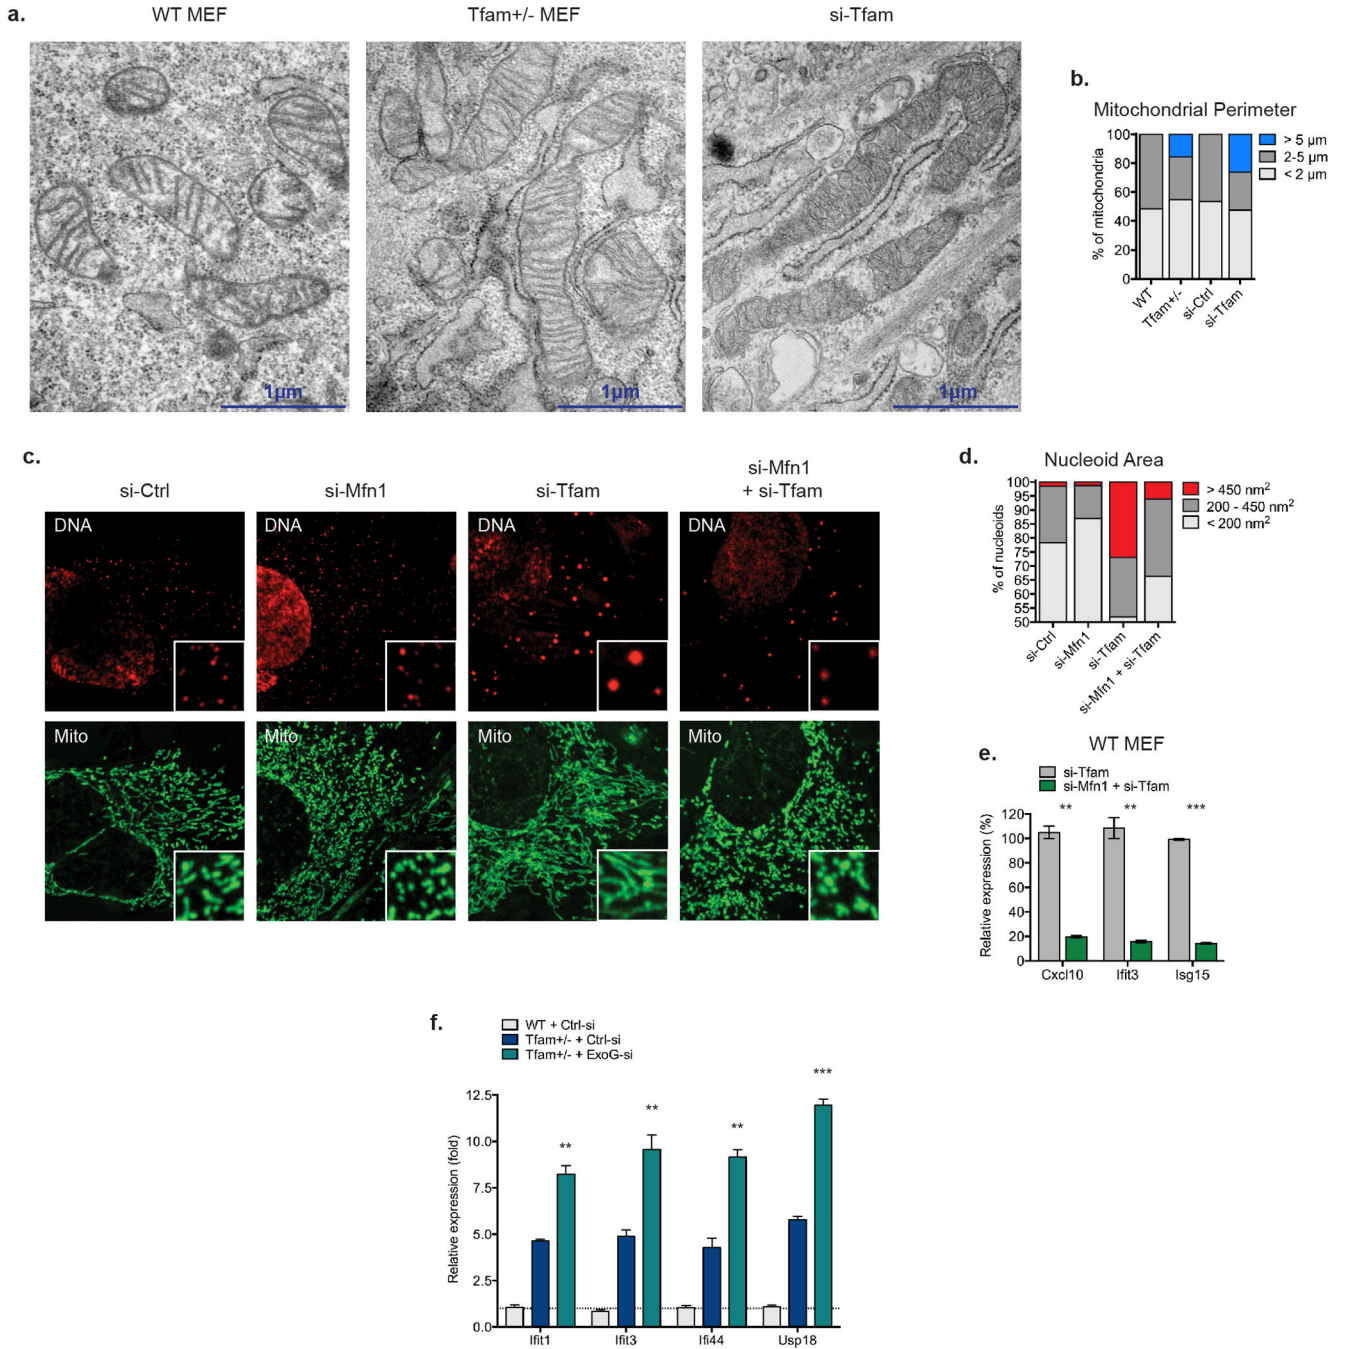 a.
WT MEF
Tfam+/- MEF
si-Tfam
1µm
1µm
1µm
b.
Mitochondrial Perimeter
% of mitochondria
100
80
60
40
20
0
WT
Tfam+/-
si-Ctrl
si-Tfam
> 5 µm
2-5 µm
< 2 µm
c.
si-Ctrl
si-Mfn1
si-Tfam
si-Mfn1
+ si-Tfam
DNA
DNA
DNA
DNA
Mito
Mito
Mito
Mito
d.
Nucleoid Area
% of nucleoids
100
95
90
85
80
75
70
65
60
55
50
si-Ctrl
si-Mfn1
si-Tfam
si-Mfn1 + si-Tfam
> 450 nm²
200 - 450 nm²
< 200 nm²
e.
WT MEF
si-Tfam
si-Mfn1 + si-Tfam
Relative expression (%)
120
100
80
60
40
20
0
** ** ***
Cxcl10 Ifit3 Isg15
f.
WT + Ctrl-si
Tfam+/- + Ctrl-si
Tfam+/- + ExoG-si
Relative expression (fold)
12.5
10.0
7.5
5.0
2.5
0.0
** ** ** ***
Ifit1 Ifit3 Ifi44 Usp18